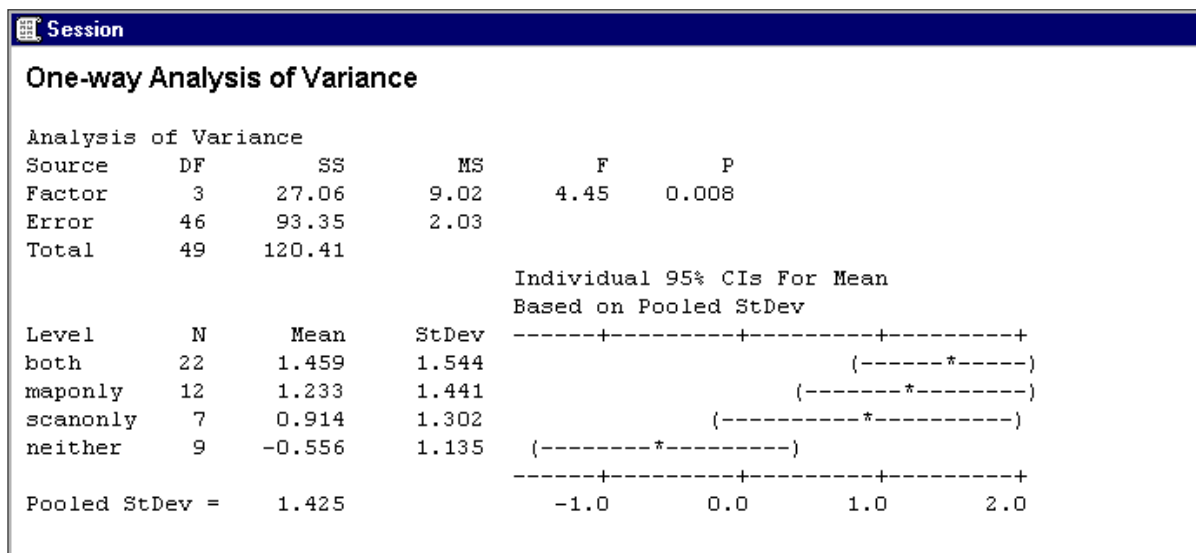 Session
One-way Analysis of Variance
Analysis of Variance
Source     DF        SS        MS        F        P
Factor      3     27.06      9.02     4.45    0.008
Error      46     93.35      2.03
Total      49    120.41
Individual 95% CIs For Mean
Based on Pooled StDev
Level       N      Mean     StDev  ------+---------+---------+---------+
both       22     1.459     1.544                          (------*-----)
maponly    12     1.233     1.441                      (-------*--------)
scanonly    7     0.914     1.302                (----------*----------)
neither     9    -0.556     1.135   (--------*---------)
------+---------+---------+---------+
Pooled StDev =    1.425                -1.0       0.0       1.0       2.0